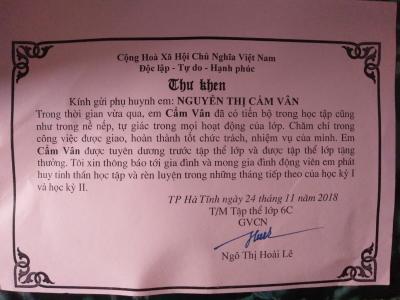 Cộng Hoà Xã Hội Chủ Nghĩa Việt Nam
Độc lập - Tự do - Hạnh phúc
Thư khen
Kính gửi phụ huynh em: NGUYỄN THỊ CẨM VÂN
Trong thời gian vừa qua, em Cẩm Vân đã có tiến bộ trong học tập cũng
như trong nề nếp, tự giác trong mọi hoạt động của lớp. Chăm chỉ trong
công việc được giao, hoàn thành tốt chức trách, nhiệm vụ của mình. Em
Cẩm Vân được tuyên dương trước tập thể lớp và được tập thể lớp tặng
thưởng. Tôi xin thông báo tới gia đình và mong gia đình động viên em phát
huy tinh thần học tập và rèn luyện trong những tháng tiếp theo của học kỳ I
và học kỳ II.
TP Hà Tĩnh ngày 24 tháng 11 năm 2018
T/M Tập thể lớp 6C
GVCN
Ngô Thị Hoài Lê